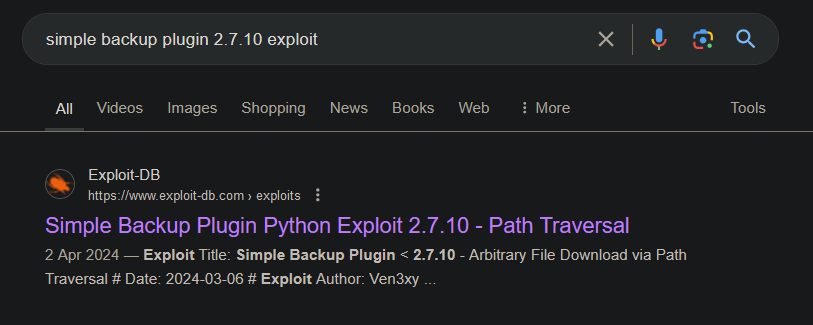 simple backup plugin 2.7.10 exploit
All Videos Images Shopping News Books Web More Tools
Exploit-DB
https://www.exploit-db.com › exploits
Simple Backup Plugin Python Exploit 2.7.10 - Path Traversal
2 Apr 2024 — Exploit Title: Simple Backup Plugin < 2.7.10 - Arbitrary File Download via Path
Traversal # Date: 2024-03-06 # Exploit Author: Ven3xy ...